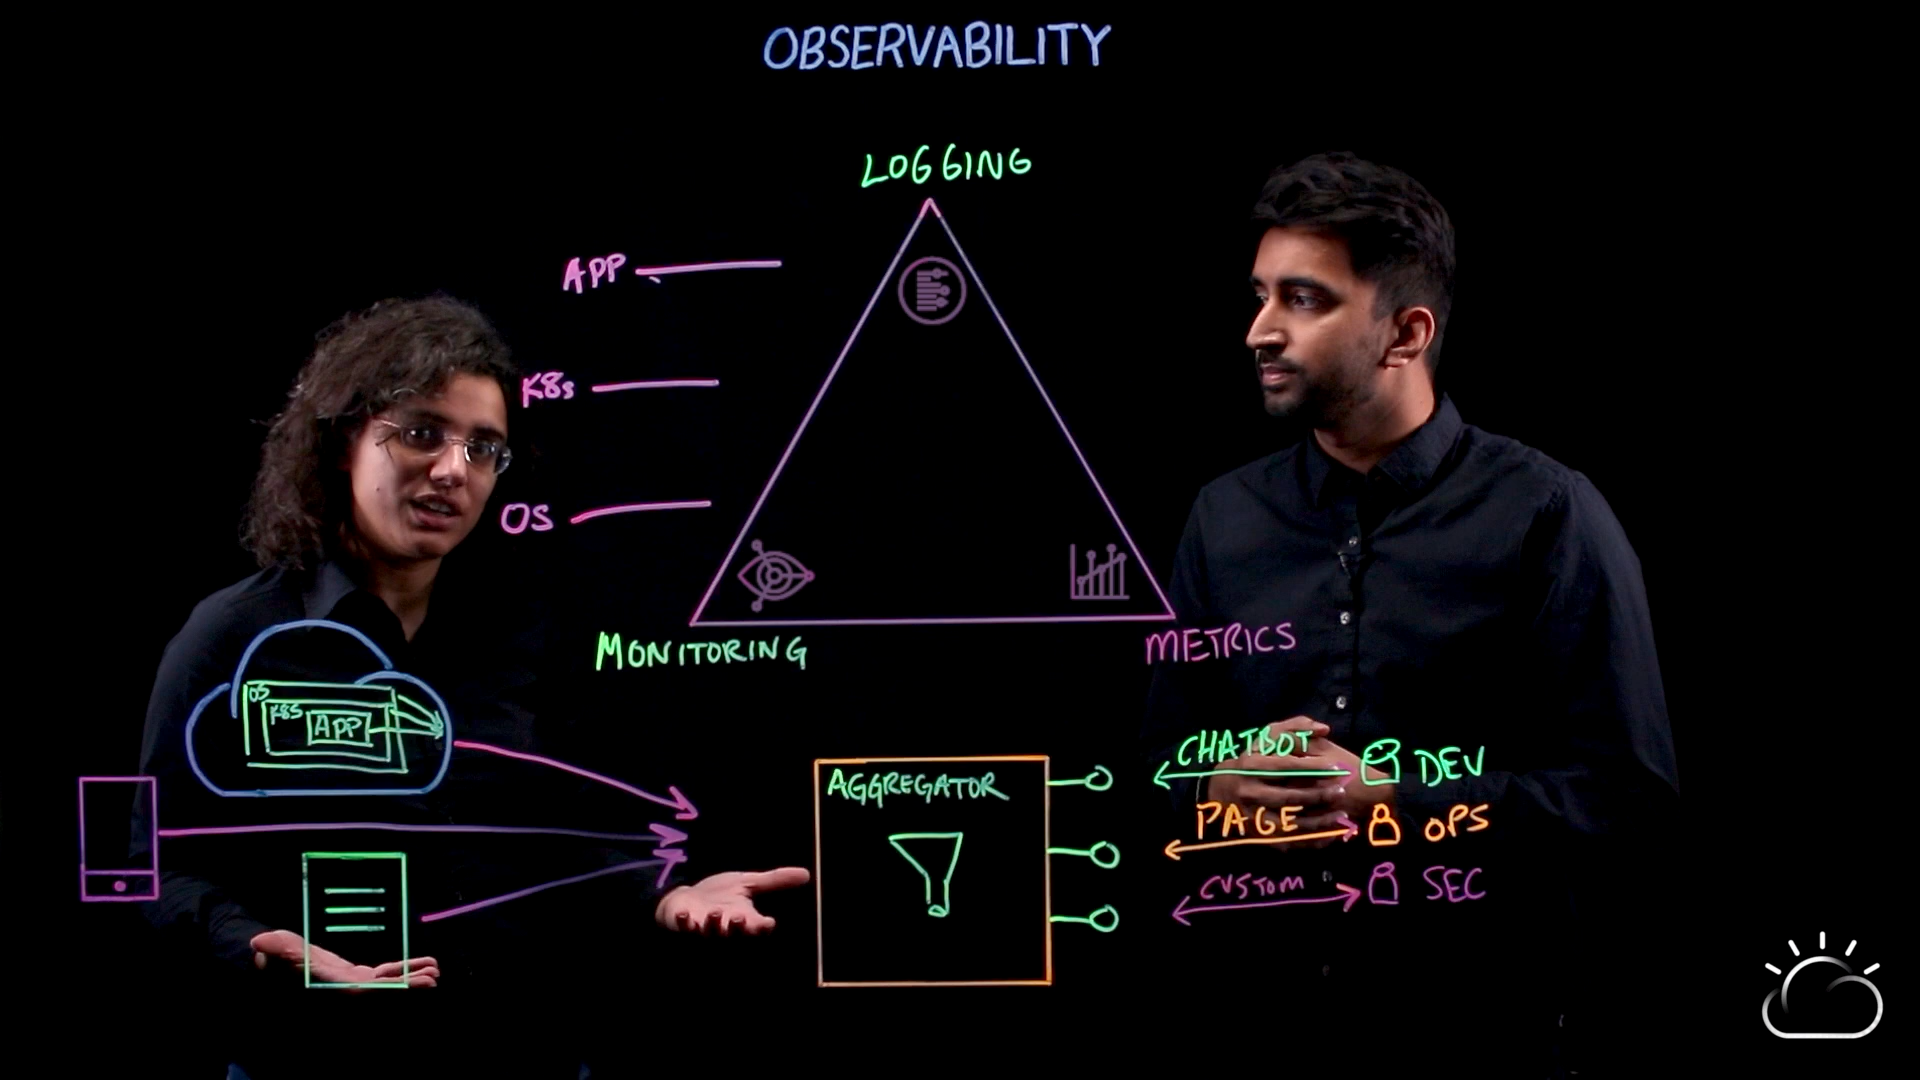 OBSERVABILITY
LOGGING
APP
K8s
OS
MONITORING
METRICS
OS
K8S
APP
AGGREGATOR
CHATBOT
DEV
PAGE
OPS
CUSTOM
SEC